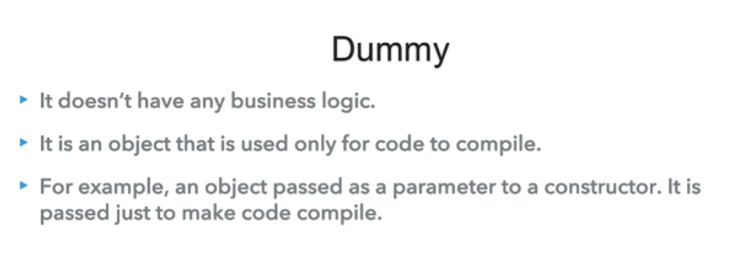 Dummy
▸ It doesn’t have any business logic.
▸ It is an object that is used only for code to compile.
▸ For example, an object passed as a parameter to a constructor. It is
passed just to make code compile.